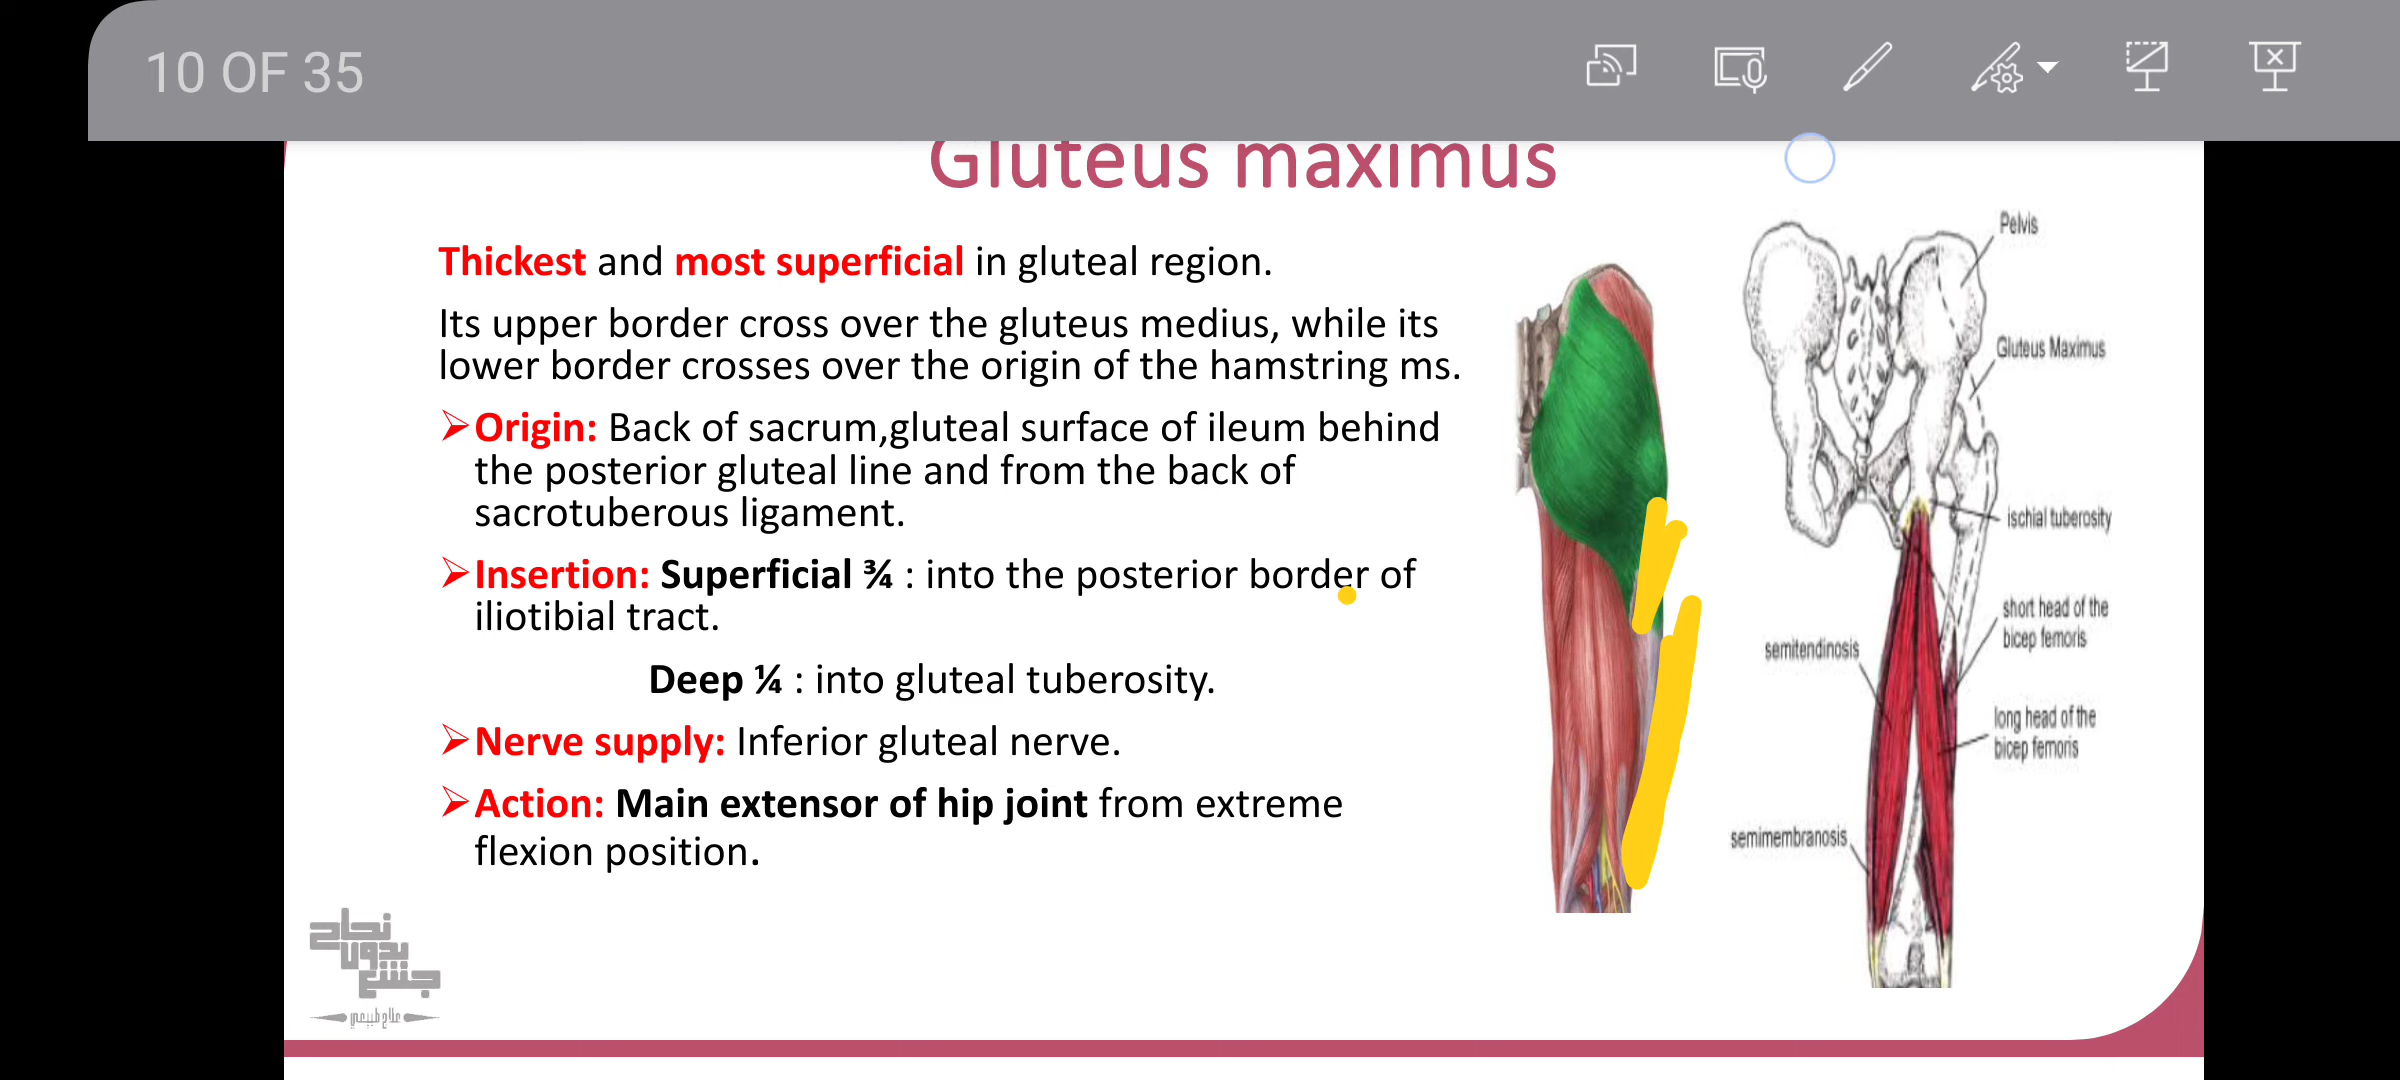 10 OF 35
Gluteus maximus
Thickest and most superficial in gluteal region.
Its upper border cross over the gluteus medius, while its
lower border crosses over the origin of the hamstring ms.
➢Origin: Back of sacrum,gluteal surface of ileum behind
the posterior gluteal line and from the back of
sacrotuberous ligament.
➢Insertion: Superficial ¾ : into the posterior border of
iliotibial tract.
Deep ¼ : into gluteal tuberosity.
➢Nerve supply: Inferior gluteal nerve.
➢Action: Main extensor of hip joint from extreme
flexion position.
Pelvis
Gluteus Maximus
ischial tuberosity
short head of the
bicep femoris
semitendinosis
long head of the
bicep femoris
semimembranosis
نجاح
بدون
جشع
علاج طبيعي